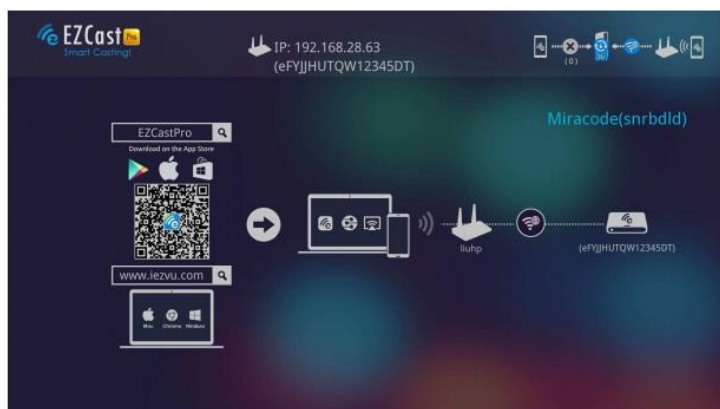 EZCast Pro
Smart Casting!
IP: 192.168.28.63
(eFYJJHUTQW12345DT)
(0)
5G
Miracode(snrbdld)
EZCastPro
Download on the App Store
www.iezvu.com
Mac
Chrome
Windows
liuhp
(eFYJJHUTQW12345DT)